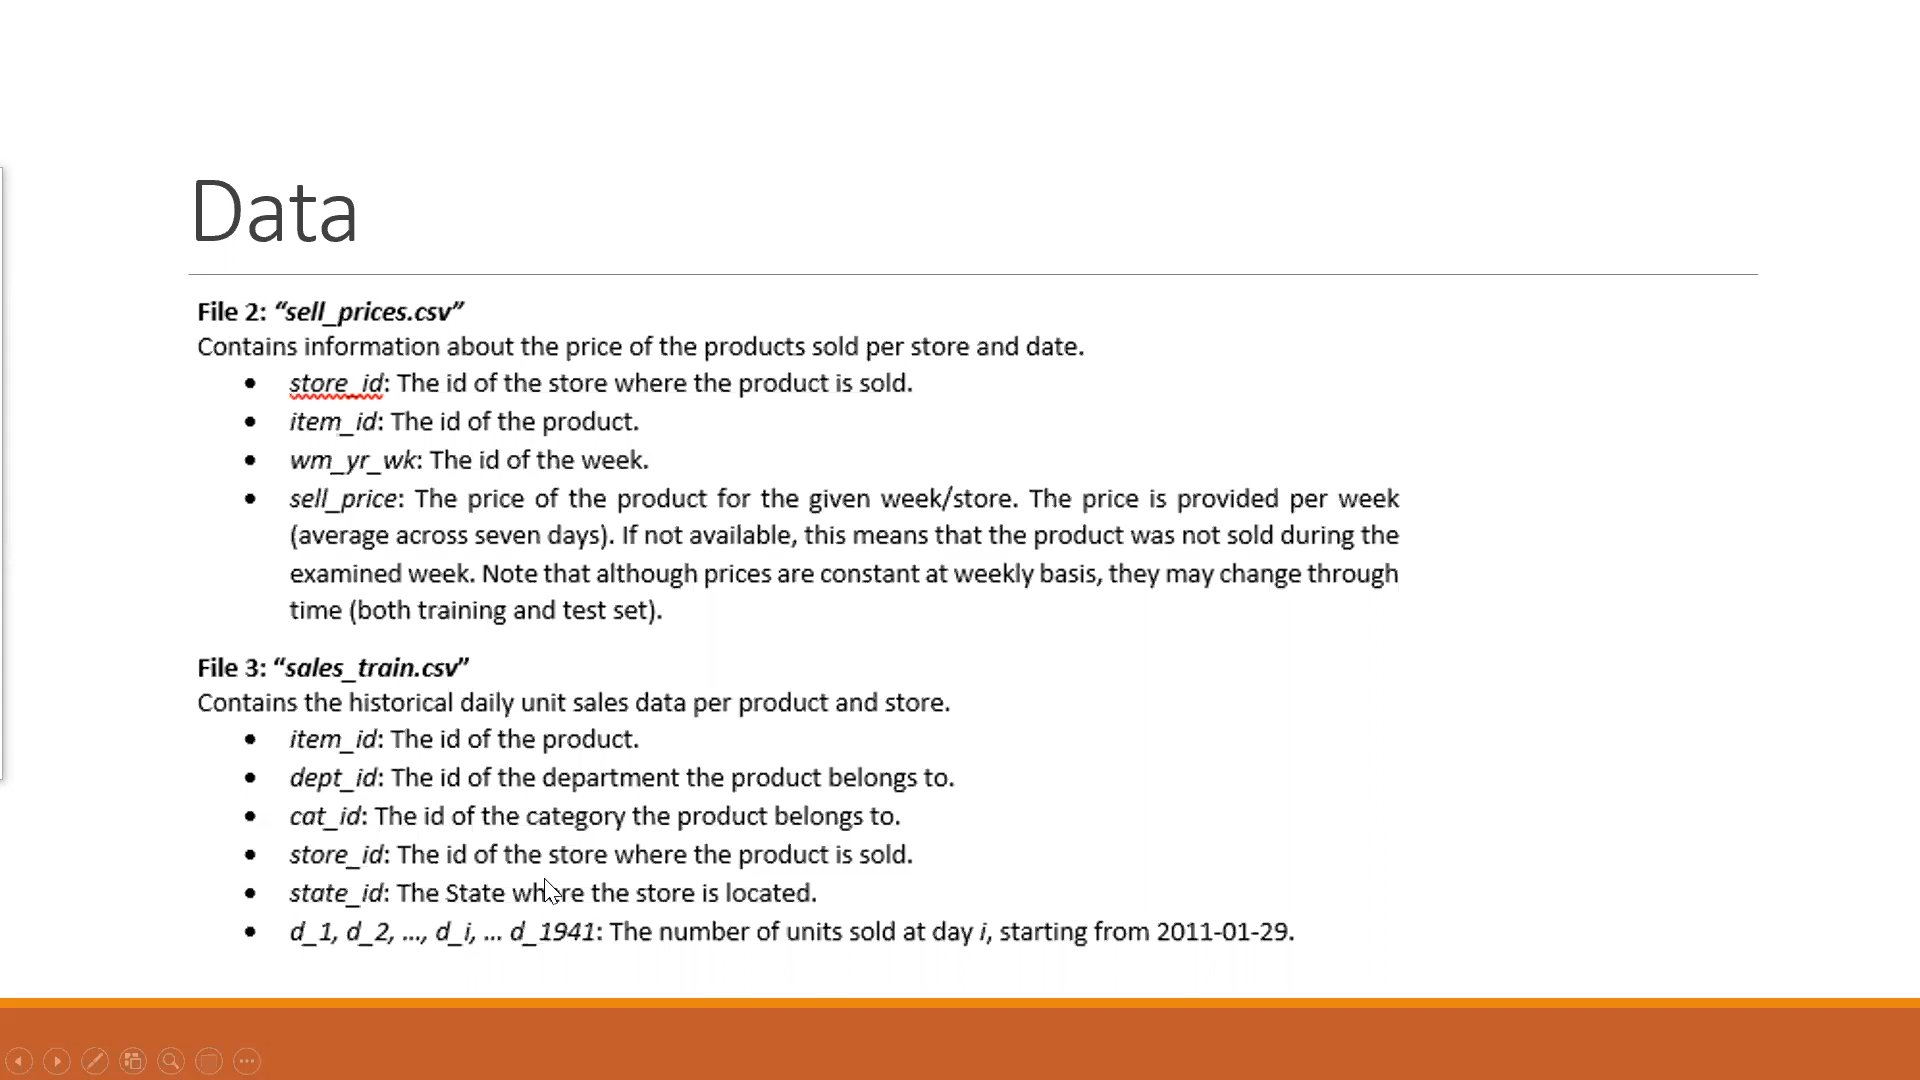 Data
File 2: “sell_prices.csv”
Contains information about the price of the products sold per store and date.
• store_id: The id of the store where the product is sold.
• item_id: The id of the product.
• wm_yr_wk: The id of the week.
• sell_price: The price of the product for the given week/store. The price is provided per week
(average across seven days). If not available, this means that the product was not sold during the
examined week. Note that although prices are constant at weekly basis, they may change through
time (both training and test set).
File 3: “sales_train.csv”
Contains the historical daily unit sales data per product and store.
• item_id: The id of the product.
• dept_id: The id of the department the product belongs to.
• cat_id: The id of the category the product belongs to.
• store_id: The id of the store where the product is sold.
• state_id: The State where the store is located.
• d_1, d_2, …, d_i, … d_1941: The number of units sold at day i, starting from 2011-01-29.